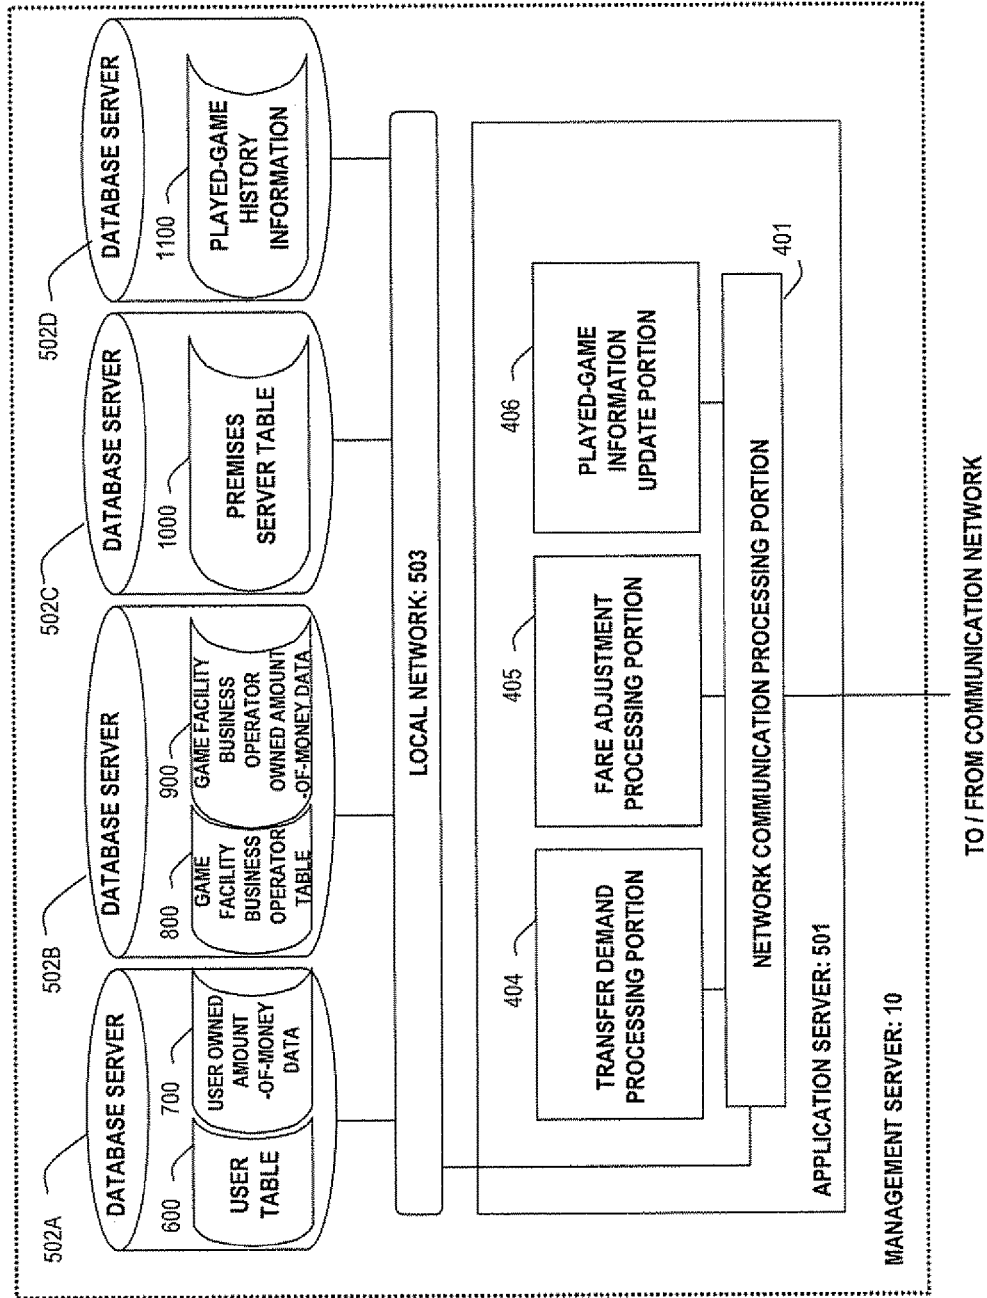 502A
DATABASE SERVER
600
USER
TABLE
700
USER OWNED
AMOUNT
-OF-MONEY
DATA
502B
DATABASE SERVER
800
GAME
FACILITY
BUSINESS
OPERATOR
TABLE
900
GAME FACILITY
BUSINESS
OPERATOR
OWNED AMOUNT
-OF-MONEY DATA
502C
DATABASE SERVER
1000
PREMISES
SERVER TABLE
502D
DATABASE SERVER
1100
PLAYED-GAME
HISTORY
INFORMATION
LOCAL NETWORK: 503
404
TRANSFER DEMAND
PROCESSING PORTION
405
FARE ADJUSTMENT
PROCESSING PORTION
406
PLAYED-GAME
INFORMATION
UPDATE PORTION
401
NETWORK COMMUNICATION PROCESSING PORTION
APPLICATION SERVER: 501
MANAGEMENT SERVER: 10
TO / FROM COMMUNICATION NETWORK